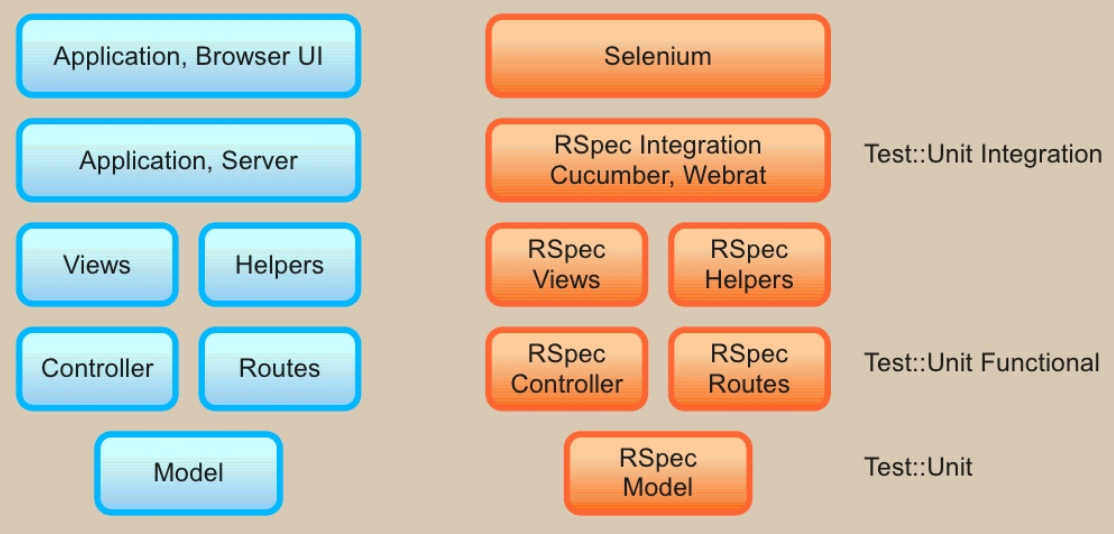 Application, Browser UI
Selenium
Application, Server
RSpec Integration
Cucumber, Webrat
Test::Unit Integration
Views
Helpers
RSpec
Views
RSpec
Helpers
Controller
Routes
RSpec
Controller
RSpec
Routes
Test::Unit Functional
Model
RSpec
Model
Test::Unit